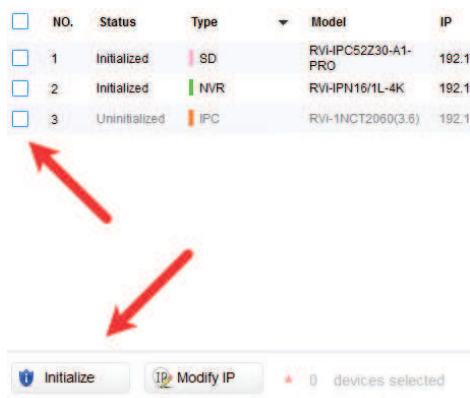 NO. Status Type Model IP
1 Initialized SD RVi-IPC52Z30-A1-PRO 192.1
2 Initialized NVR RVi-IPN16/1L-4K 192.1
3 Uninitialized IPC RVi-1NCT2060(3.6) 192.1
Initialize IP Modify IP 0 devices selected